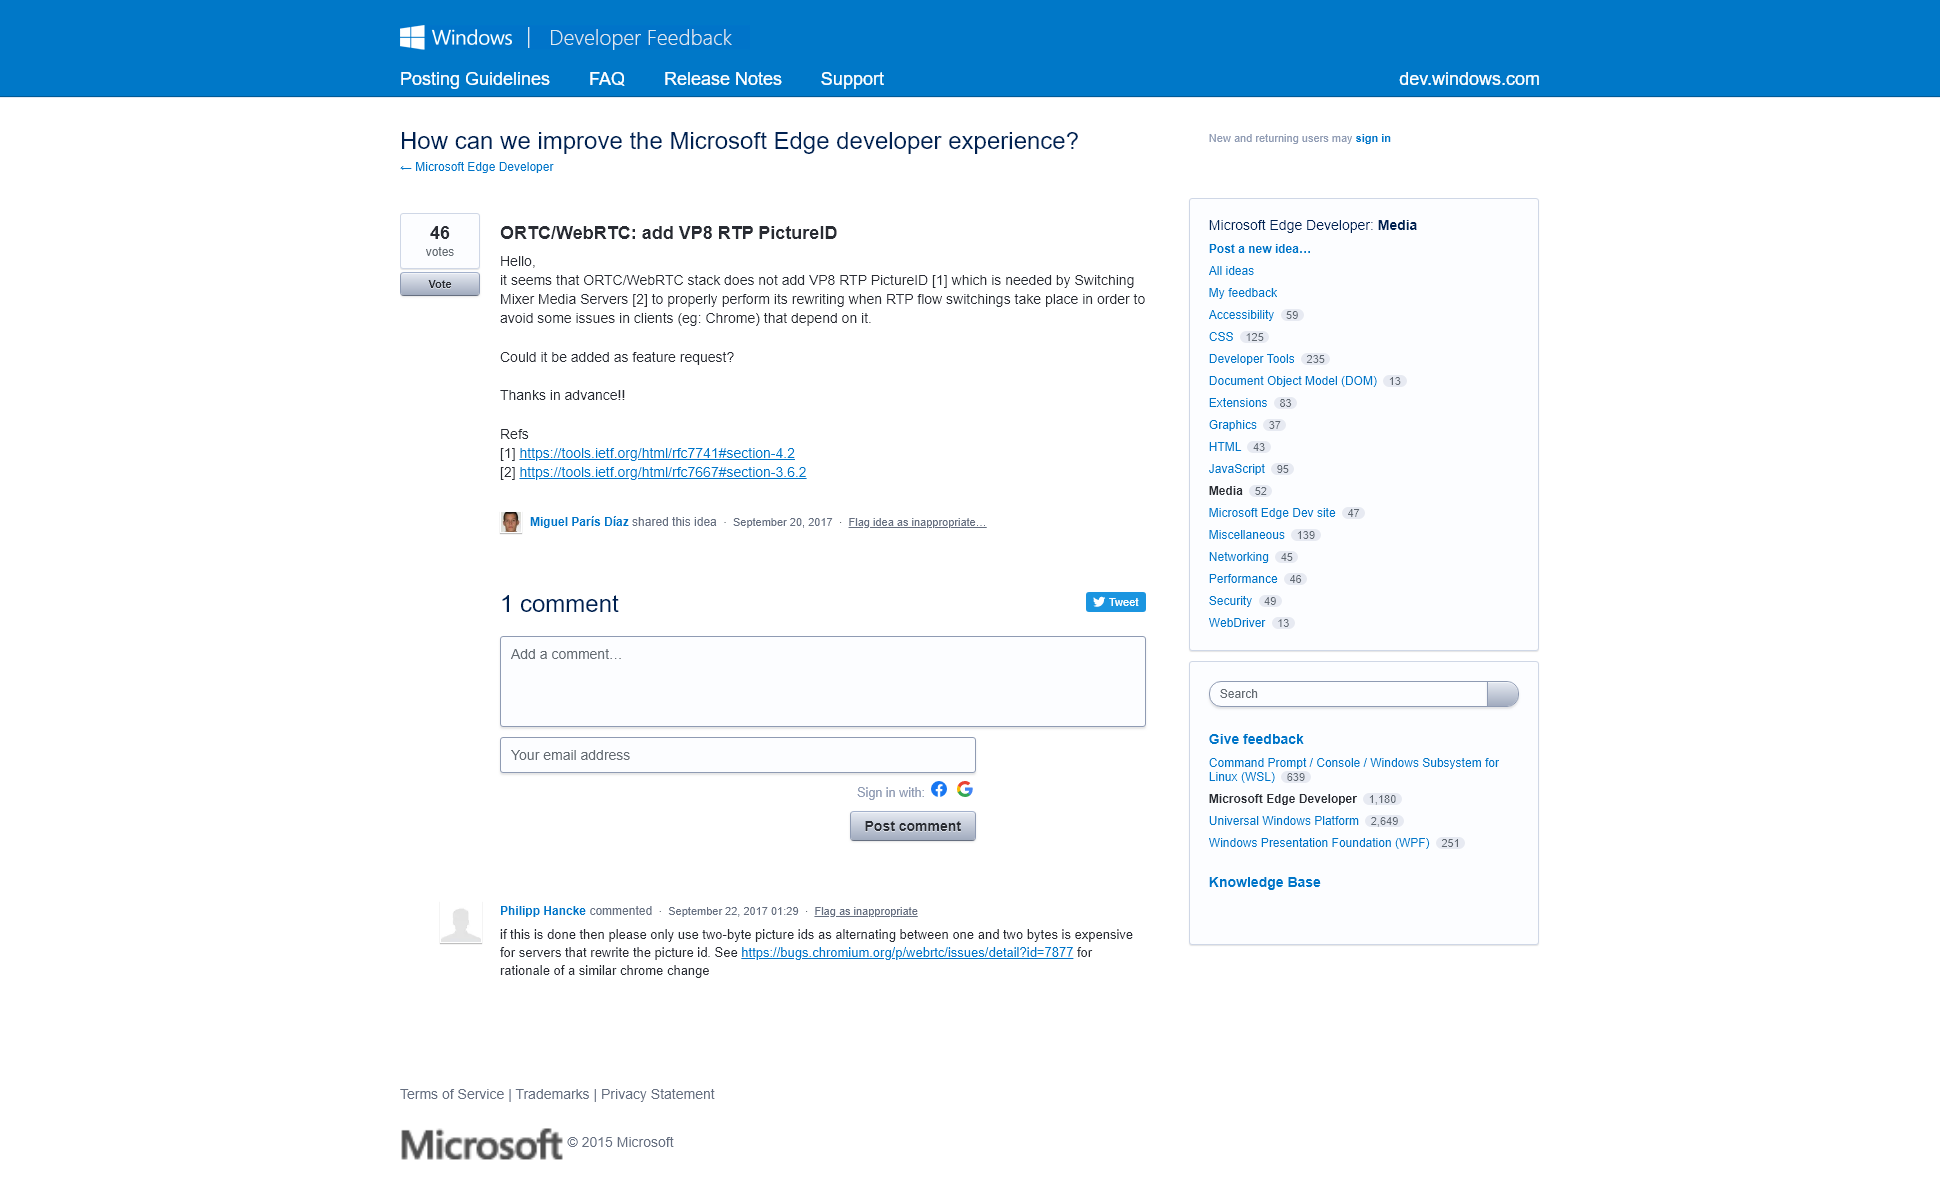 Windows | Developer Feedback
Posting Guidelines FAQ Release Notes Support dev.windows.com
How can we improve the Microsoft Edge developer experience?
← Microsoft Edge Developer
New and returning users may sign in
46
votes
Vote
ORTC/WebRTC: add VP8 RTP PictureID
Hello,
it seems that ORTC/WebRTC stack does not add VP8 RTP PictureID [1] which is needed by Switching
Mixer Media Servers [2] to properly perform its rewriting when RTP flow switchings take place in order to
avoid some issues in clients (eg: Chrome) that depend on it.
Could it be added as feature request?
Thanks in advance!!
Refs
[1] https://tools.ietf.org/html/rfc7741#section-4.2
[2] https://tools.ietf.org/html/rfc7667#section-3.6.2
Miguel París Díaz shared this idea · September 20, 2017 · Flag idea as inappropriate…
1 comment
Tweet
Add a comment…
Your email address
Sign in with:
Post comment
Philipp Hancke commented · September 22, 2017 01:29 · Flag as inappropriate
if this is done then please only use two-byte picture ids as alternating between one and two bytes is expensive
for servers that rewrite the picture id. See https://bugs.chromium.org/p/webrtc/issues/detail?id=7877 for
rationale of a similar chrome change
Microsoft Edge Developer: Media
Post a new idea…
All ideas
My feedback
Accessibility 59
CSS 125
Developer Tools 235
Document Object Model (DOM) 13
Extensions 83
Graphics 37
HTML 43
JavaScript 95
Media 52
Microsoft Edge Dev site 47
Miscellaneous 139
Networking 45
Performance 46
Security 49
WebDriver 13
Search
Give feedback
Command Prompt / Console / Windows Subsystem for
Linux (WSL) 639
Microsoft Edge Developer 1,180
Universal Windows Platform 2,649
Windows Presentation Foundation (WPF) 251
Knowledge Base
Terms of Service | Trademarks | Privacy Statement
Microsoft © 2015 Microsoft